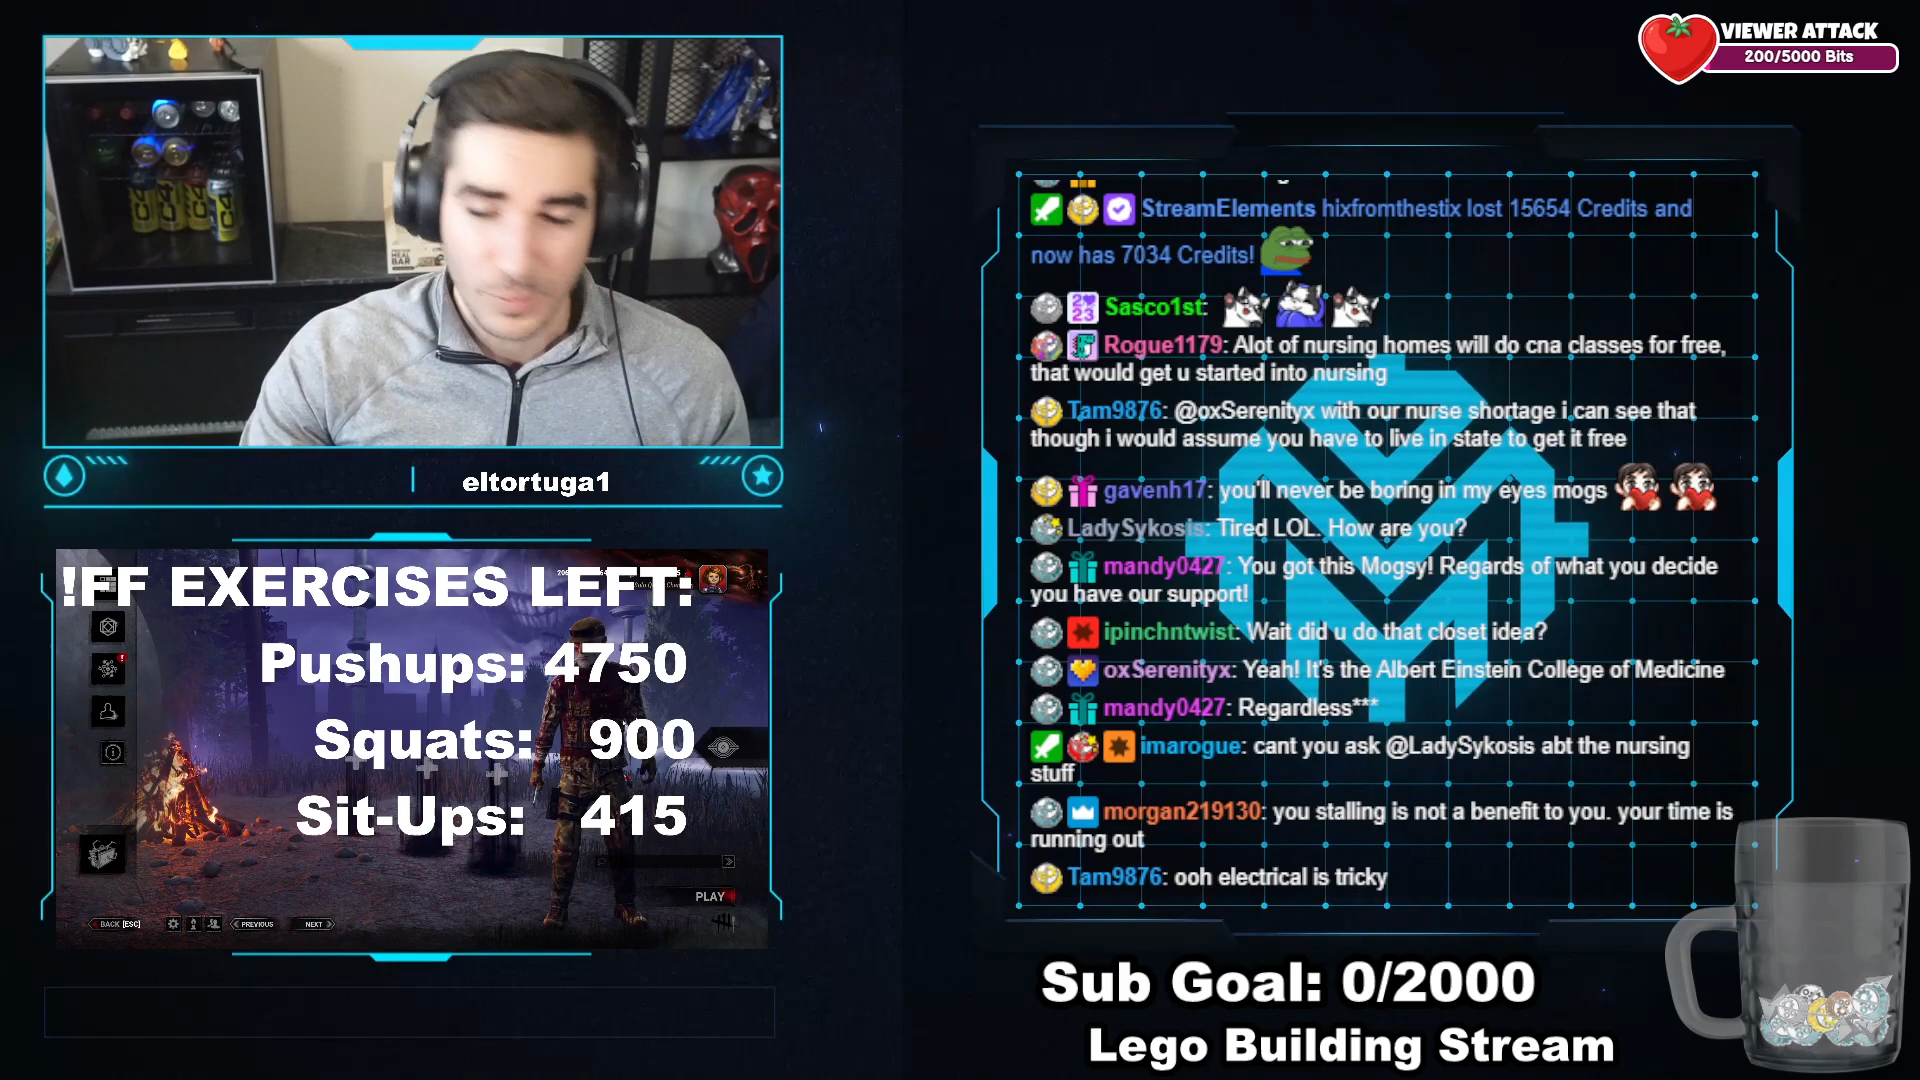 VIEWER ATTACK
200/5000 Bits
C4
C4
C4
C4
PROTEIN
MEAL
BAR
eltortuga1
!FF EXERCISES LEFT:
Pushups: 4750
Squats: 900
Sit-Ups: 415
PLAY
BACK [ESC]
PREVIOUS
NEXT
StreamElements hixfromthestix lost 15654 Credits and
now has 7034 Credits!
Sasco1st:
Rogue1179: Alot of nursing homes will do cna classes for free,
that would get u started into nursing
Tam9876: @oxSerenityx with our nurse shortage i can see that
though i would assume you have to live in state to get it free
gavenh17: you'll never be boring in my eyes mogs
LadySykosis: Tired LOL. How are you?
mandy0427: You got this Mogsy! Regards of what you decide
you have our support!
ipinchntwist: Wait did u do that closet idea?
oxSerenityx: Yeah! It's the Albert Einstein College of Medicine
mandy0427: Regardless***
imarogue: cant you ask @LadySykosis abt the nursing
stuff
morgan219130: you stalling is not a benefit to you. your time is
running out
Tam9876: ooh electrical is tricky
Sub Goal: 0/2000
Lego Building Stream